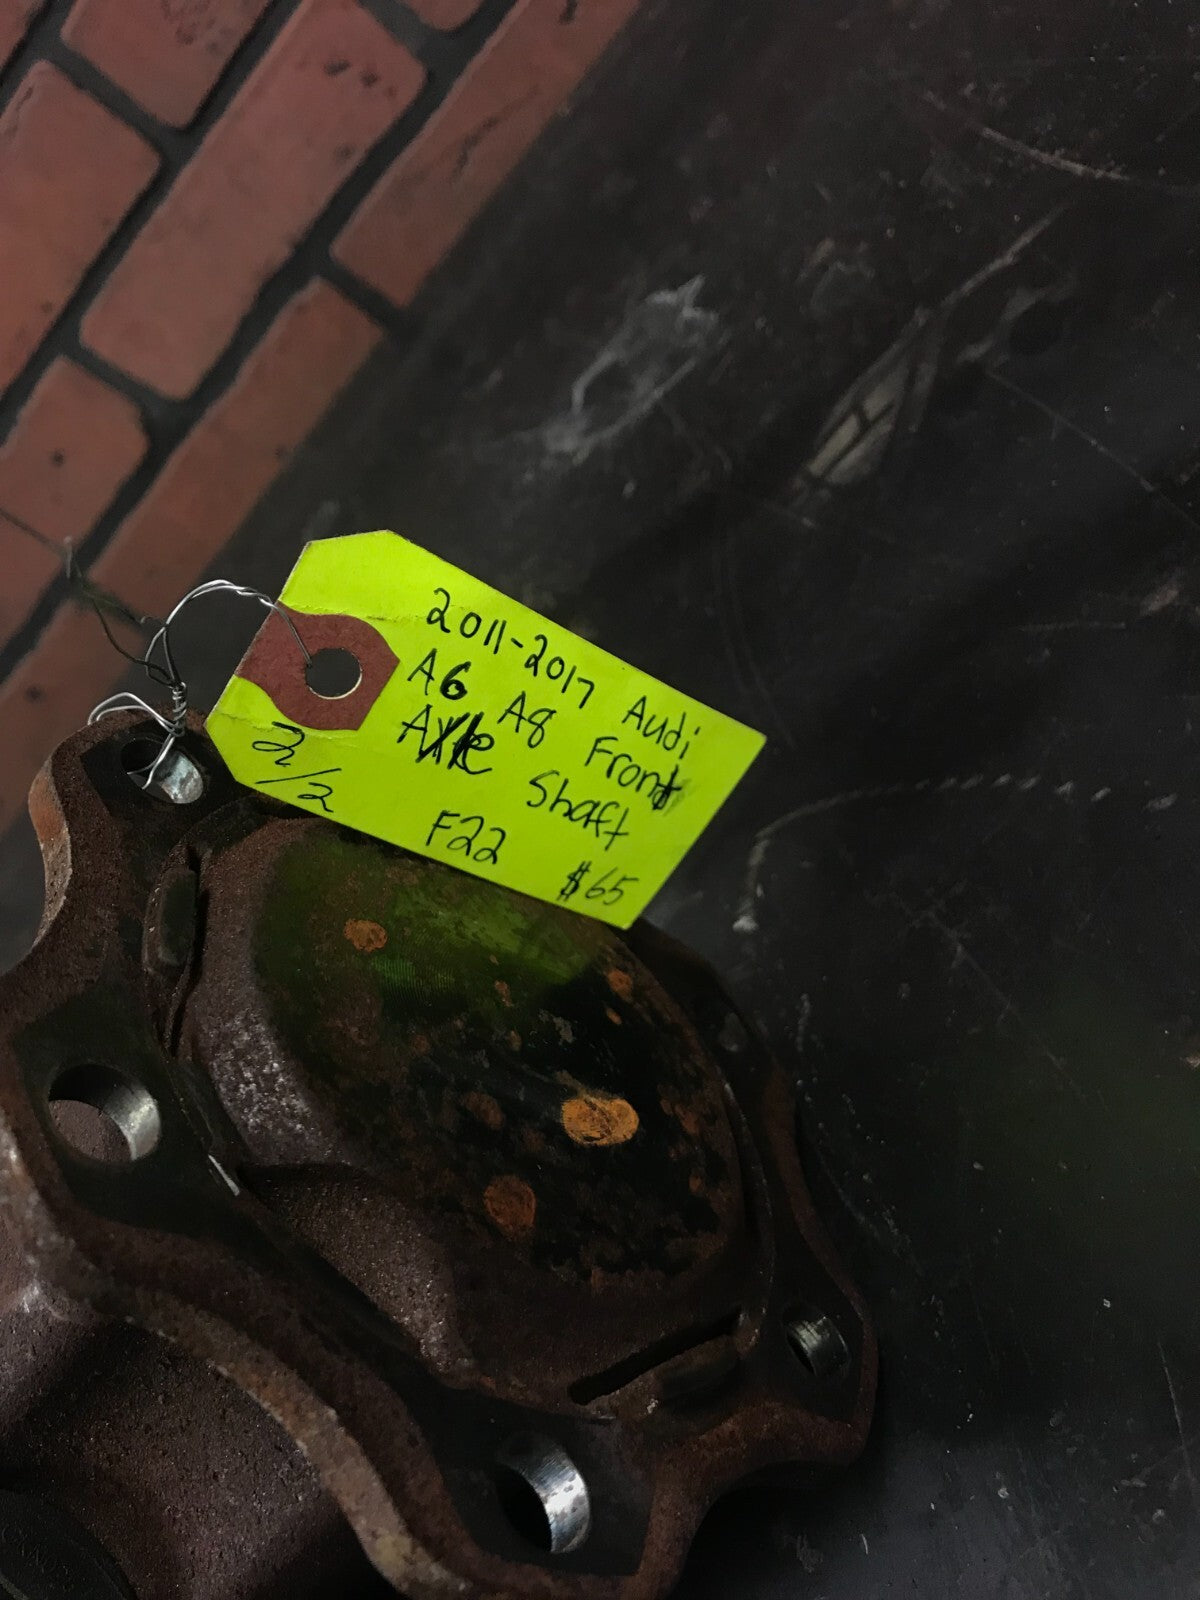 2011-2017 Audi
A6 A8 Front
Axle Shaft
2/2 F22 $65